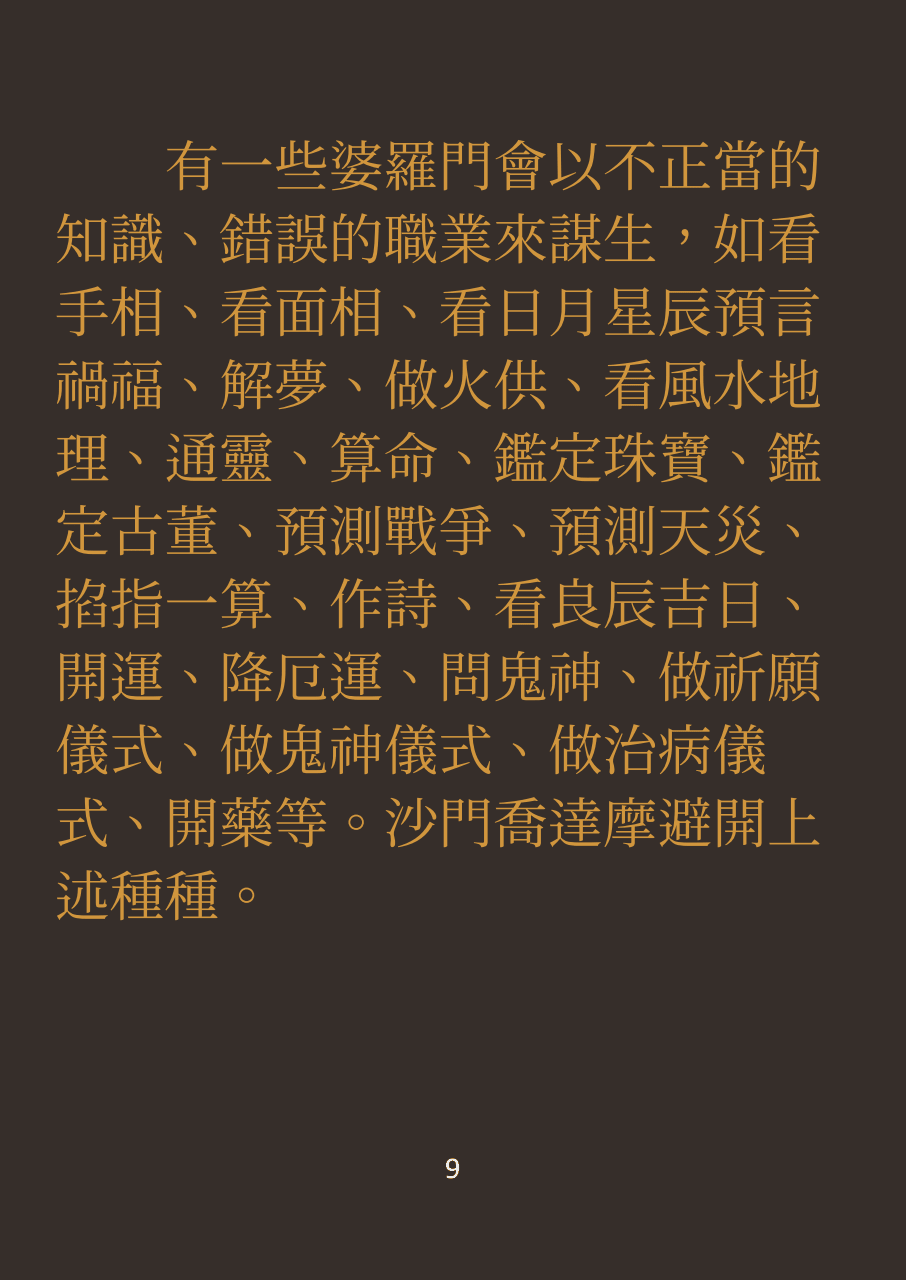 有一些婆羅門會以不正當的
知識、錯誤的職業來謀生，如看
手相、看面相、看日月星辰預言
禍福、解夢、做火供、看風水地
理、通靈、算命、鑑定珠寶、鑑
定古董、預測戰爭、預測天災、
掐指一算、作詩、看良辰吉日、
開運、降厄運、問鬼神、做祈願
儀式、做鬼神儀式、做治病儀
式、開藥等。沙門喬達摩避開上
述種種。
9